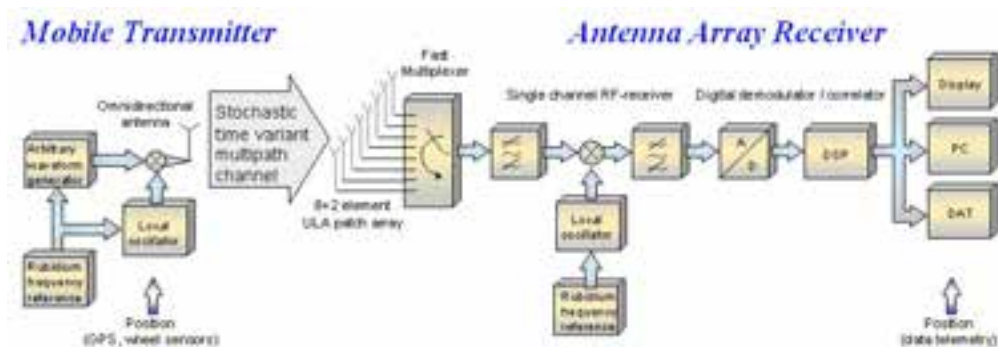 Mobile Transmitter
Antenna Array Receiver
Omnidirectional
antenna
Arbitrary
waveform
generator
Local
oscillator
Rubidium
frequency
reference
Position
(GPS, wheel sensors)
Stochastic
time variant
multipath
channel
Fast
Multiplexer
8+2 element
ULA patch array
Single channel RF-receiver
Local
oscillator
Rubidium
frequency
reference
Digital demodulator / correlator
A
D
DSP
Display
PC
DAT
Position
(data telemetry)